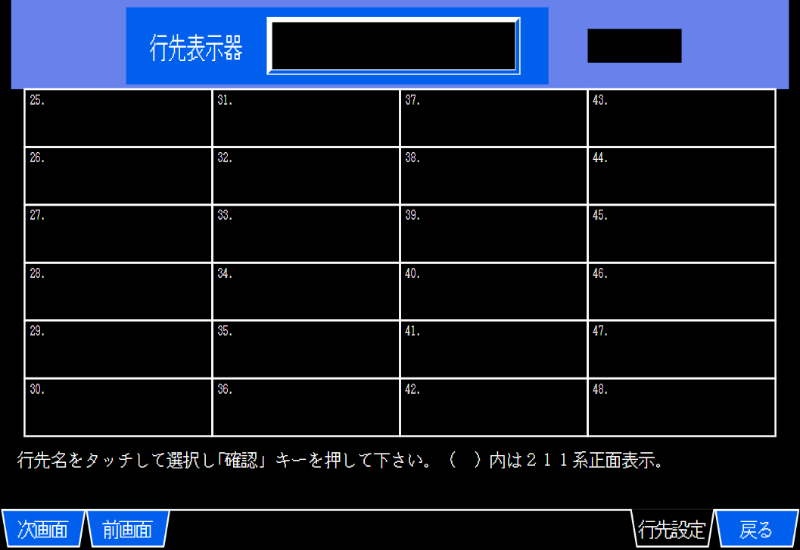 行先表示器
25. 31. 37. 43.
26. 32. 38. 44.
27. 33. 39. 45.
28. 34. 40. 46.
29. 35. 41. 47.
30. 36. 42. 48.
行先名をタッチして選択し「確認」キーを押して下さい。（　）内は２１１系正面表示。
次画面 前画面 行先設定 戻る